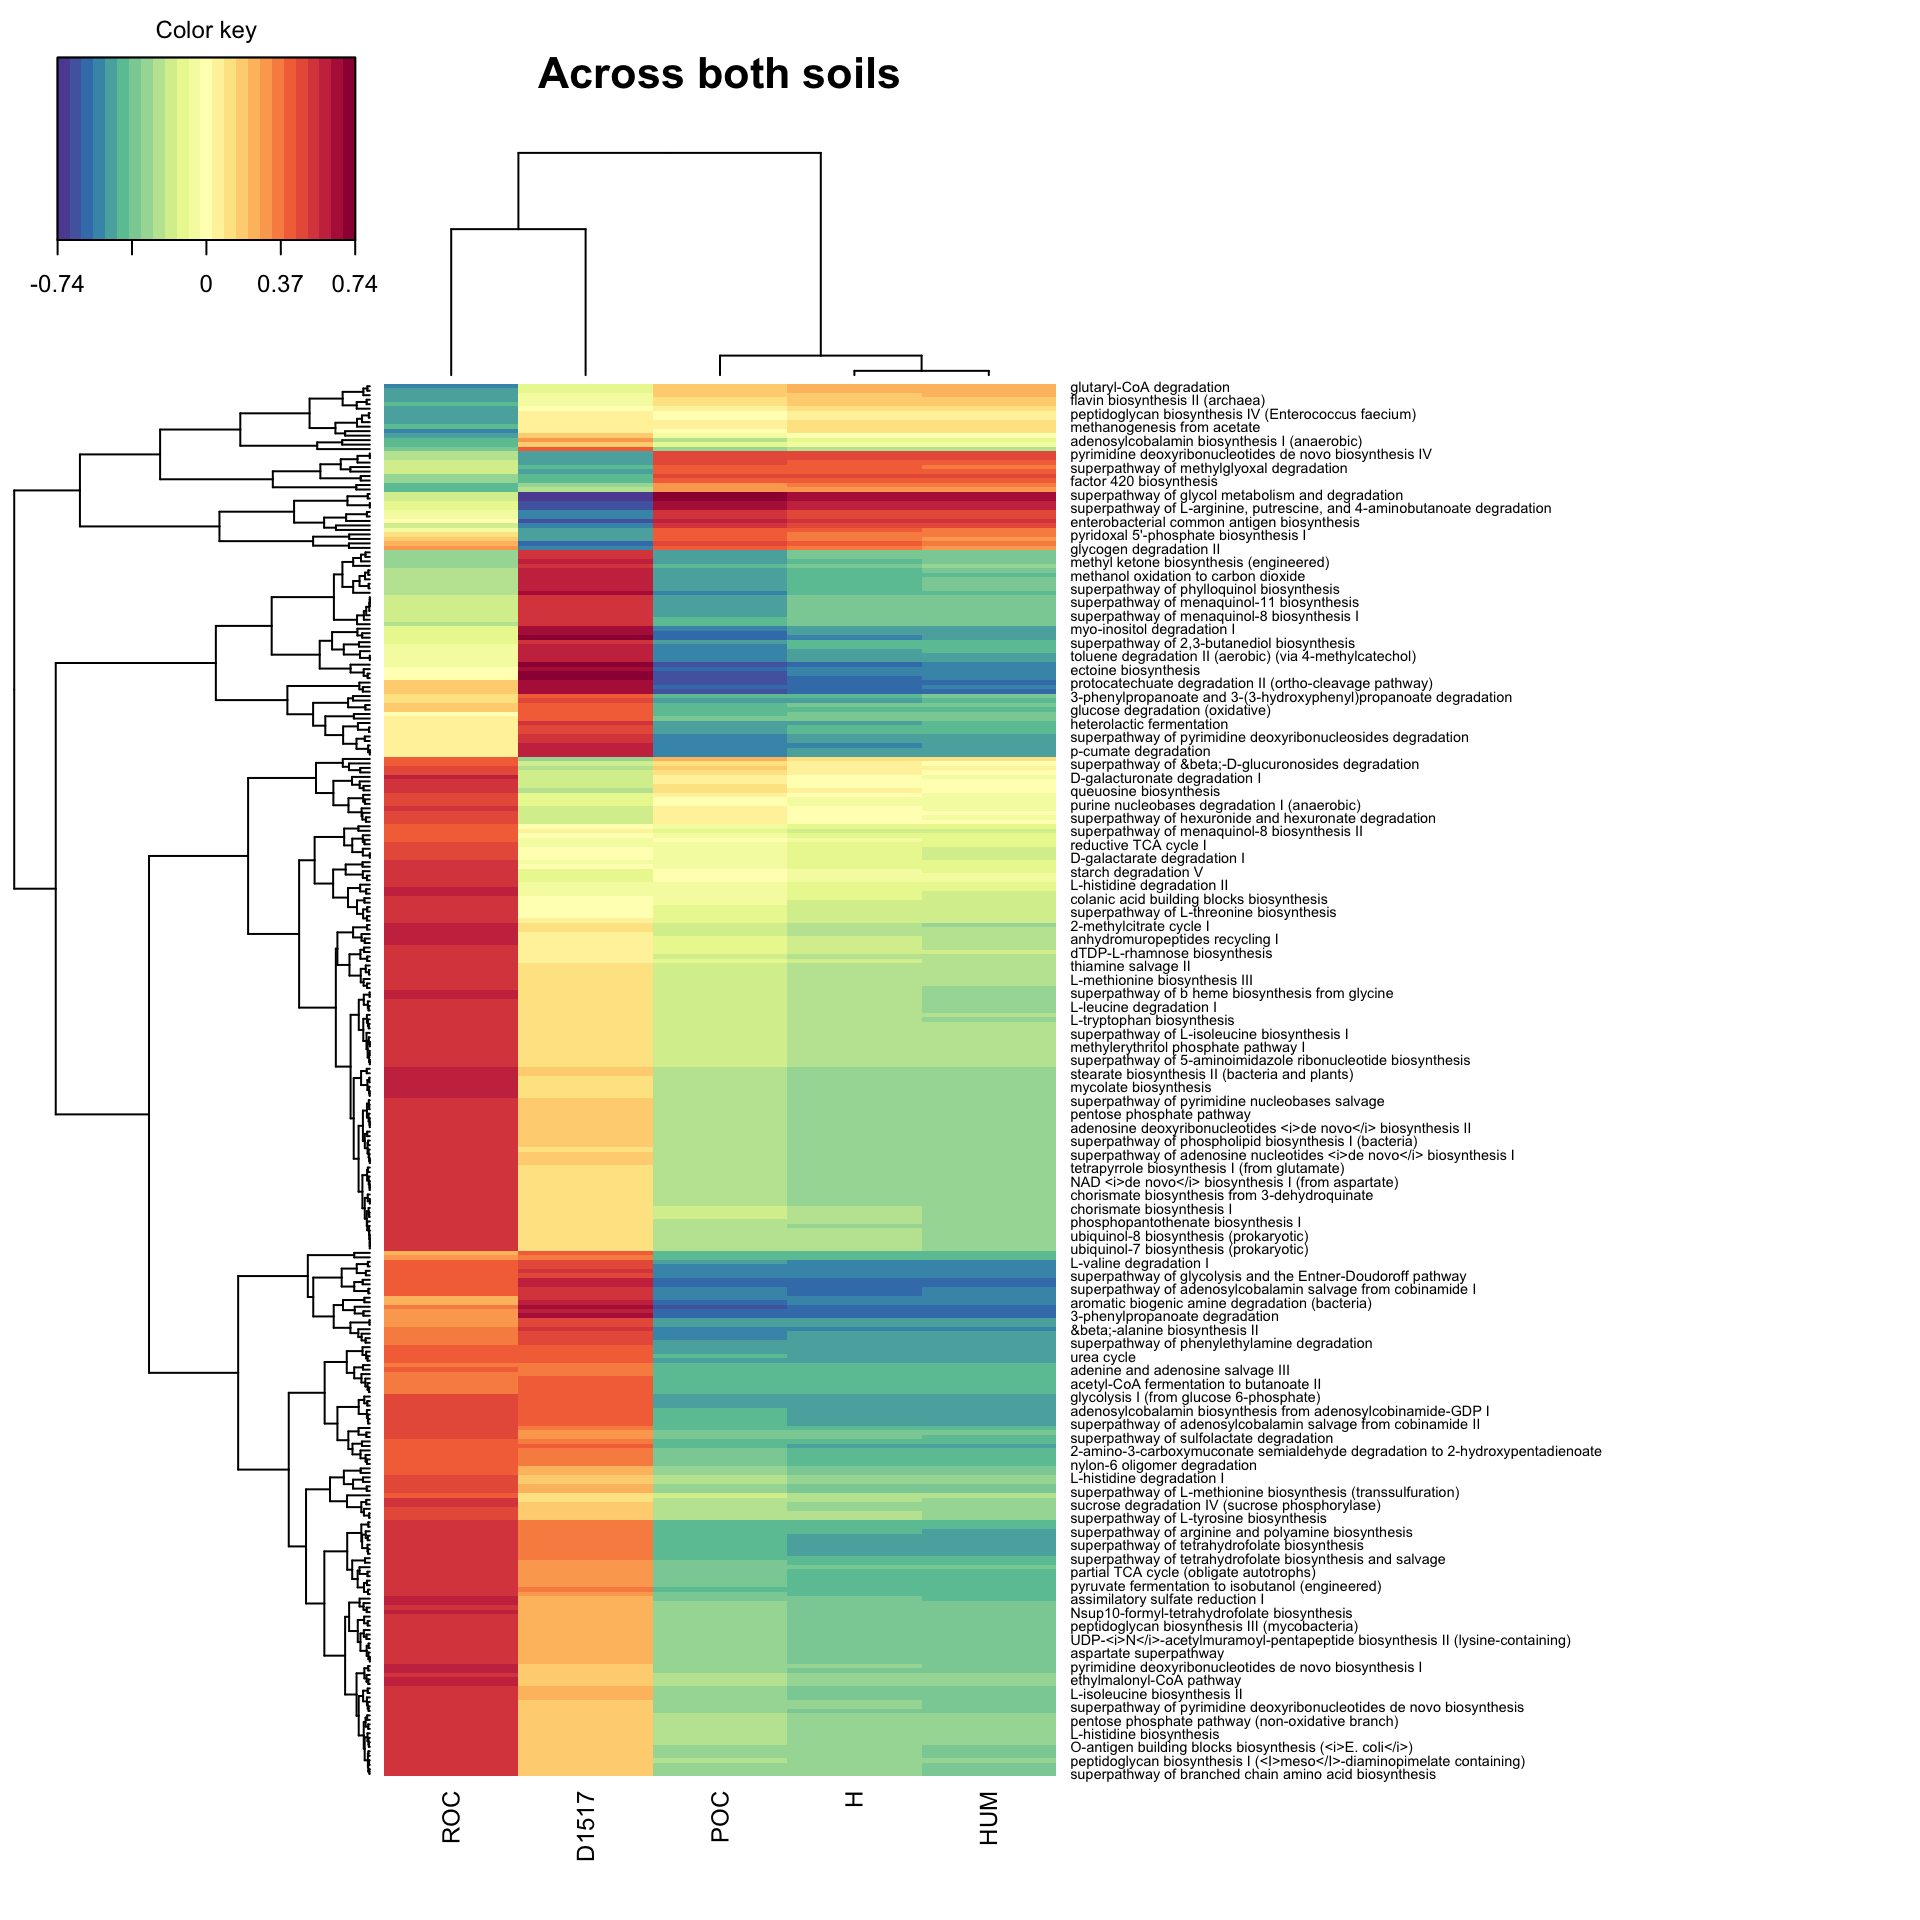 Color key
-0.74 0 0.37 0.74
Across both soils
glutaryl-CoA degradation
flavin biosynthesis II (archaea)
peptidoglycan biosynthesis IV (Enterococcus faecium)
methanogenesis from acetate
adenosylcobalamin biosynthesis I (anaerobic)
pyrimidine deoxyribonucleotides de novo biosynthesis IV
superpathway of methylglyoxal degradation
factor 420 biosynthesis
superpathway of glycol metabolism and degradation
superpathway of L-arginine, putrescine, and 4-aminobutanoate degradation
enterobacterial common antigen biosynthesis
pyridoxal 5'-phosphate biosynthesis I
glycogen degradation II
methyl ketone biosynthesis (engineered)
methanol oxidation to carbon dioxide
superpathway of phylloquinol biosynthesis
superpathway of menaquinol-11 biosynthesis
superpathway of menaquinol-8 biosynthesis I
myo-inositol degradation I
superpathway of 2,3-butanediol biosynthesis
toluene degradation II (aerobic) (via 4-methylcatechol)
ectoine biosynthesis
protocatechuate degradation II (ortho-cleavage pathway)
3-phenylpropanoate and 3-(3-hydroxyphenyl)propanoate degradation
glucose degradation (oxidative)
heterolactic fermentation
superpathway of pyrimidine deoxyribonucleosides degradation
p-cumate degradation
superpathway of &beta;-D-glucuronosides degradation
D-galacturonate degradation I
queuosine biosynthesis
purine nucleobases degradation I (anaerobic)
superpathway of hexuronide and hexuronate degradation
superpathway of menaquinol-8 biosynthesis II
reductive TCA cycle I
D-galactarate degradation I
starch degradation V
L-histidine degradation II
colanic acid building blocks biosynthesis
superpathway of L-threonine biosynthesis
2-methylcitrate cycle I
anhydromuropeptides recycling I
dTDP-L-rhamnose biosynthesis
thiamine salvage II
L-methionine biosynthesis III
superpathway of b heme biosynthesis from glycine
L-leucine degradation I
L-tryptophan biosynthesis
superpathway of L-isoleucine biosynthesis I
methylerythritol phosphate pathway I
superpathway of 5-aminoimidazole ribonucleotide biosynthesis
stearate biosynthesis II (bacteria and plants)
mycolate biosynthesis
superpathway of pyrimidine nucleobases salvage
pentose phosphate pathway
adenosine deoxyribonucleotides <i>de novo</i> biosynthesis II
superpathway of phospholipid biosynthesis I (bacteria)
superpathway of adenosine nucleotides <i>de novo</i> biosynthesis I
tetrapyrrole biosynthesis I (from glutamate)
NAD <i>de novo</i> biosynthesis I (from aspartate)
chorismate biosynthesis from 3-dehydroquinate
chorismate biosynthesis I
phosphopantothenate biosynthesis I
ubiquinol-8 biosynthesis (prokaryotic)
ubiquinol-7 biosynthesis (prokaryotic)
L-valine degradation I
superpathway of glycolysis and the Entner-Doudoroff pathway
superpathway of adenosylcobalamin salvage from cobinamide I
aromatic biogenic amine degradation (bacteria)
3-phenylpropanoate degradation
&beta;-alanine biosynthesis II
superpathway of phenylethylamine degradation
urea cycle
adenine and adenosine salvage III
acetyl-CoA fermentation to butanoate II
glycolysis I (from glucose 6-phosphate)
adenosylcobalamin biosynthesis from adenosylcobinamide-GDP I
superpathway of adenosylcobalamin salvage from cobinamide II
superpathway of sulfolactate degradation
2-amino-3-carboxymuconate semialdehyde degradation to 2-hydroxypentadienoate
nylon-6 oligomer degradation
L-histidine degradation I
superpathway of L-methionine biosynthesis (transsulfuration)
sucrose degradation IV (sucrose phosphorylase)
superpathway of L-tyrosine biosynthesis
superpathway of arginine and polyamine biosynthesis
superpathway of tetrahydrofolate biosynthesis
superpathway of tetrahydrofolate biosynthesis and salvage
partial TCA cycle (obligate autotrophs)
pyruvate fermentation to isobutanol (engineered)
assimilatory sulfate reduction I
Nsup10-formyl-tetrahydrofolate biosynthesis
peptidoglycan biosynthesis III (mycobacteria)
UDP-<i>N</i>-acetylmuramoyl-pentapeptide biosynthesis II (lysine-containing)
aspartate superpathway
pyrimidine deoxyribonucleotides de novo biosynthesis I
ethylmalonyl-CoA pathway
L-isoleucine biosynthesis II
superpathway of pyrimidine deoxyribonucleotides de novo biosynthesis
pentose phosphate pathway (non-oxidative branch)
L-histidine biosynthesis
O-antigen building blocks biosynthesis (<i>E. coli</i>)
peptidoglycan biosynthesis I (<I>meso</I>-diaminopimelate containing)
superpathway of branched chain amino acid biosynthesis
ROC
D1517
POC
H
HUM